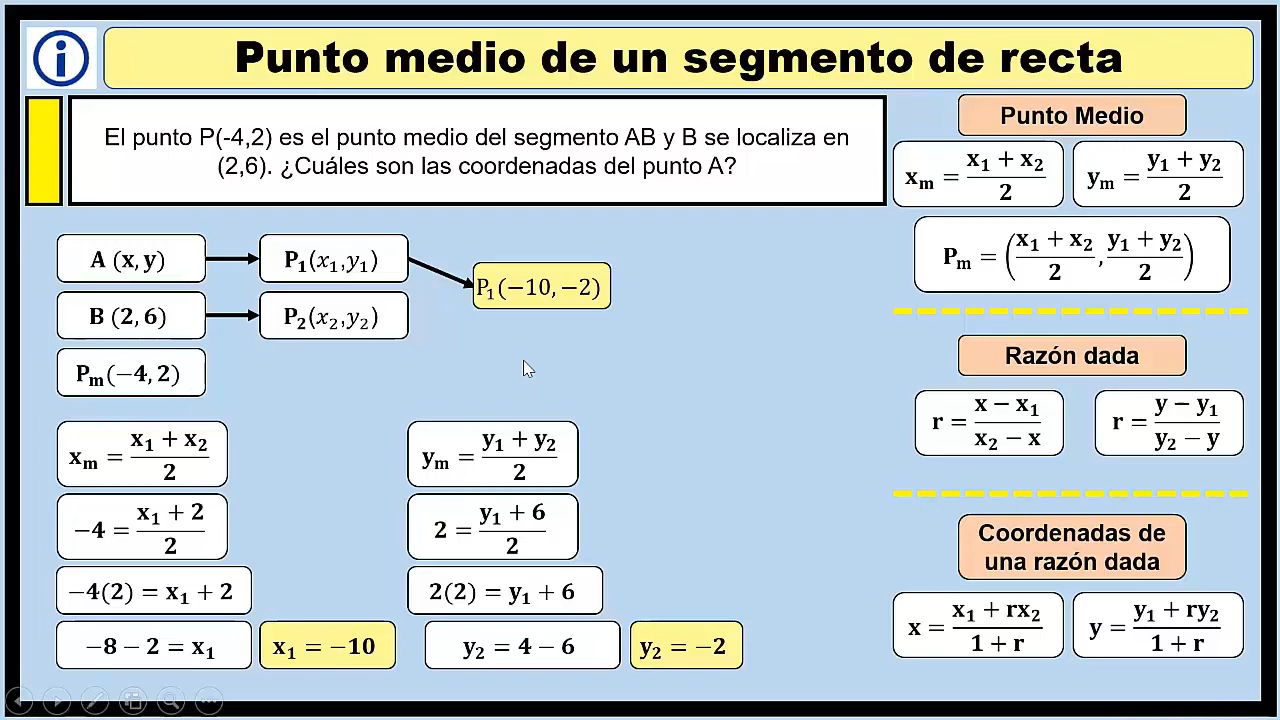 Punto medio de un segmento de recta
El punto P(-4,2) es el punto medio del segmento AB y B se localiza en
(2,6). ¿Cuáles son las coordenadas del punto A?
A (x, y)
P₁(x₁, y₁)
P₁(−10, −2)
B (2, 6)
P₂(x₂, y₂)
Pₘ(−4, 2)
xₘ = (x₁ + x₂)/2
yₘ = (y₁ + y₂)/2
−4 = (x₁ + 2)/2
2 = (y₁ + 6)/2
−4(2) = x₁ + 2
2(2) = y₁ + 6
−8 − 2 = x₁
x₁ = −10
y₂ = 4 − 6
y₂ = −2
Punto Medio
xₘ = (x₁ + x₂)/2
yₘ = (y₁ + y₂)/2
Pₘ = ((x₁ + x₂)/2, (y₁ + y₂)/2)
Razón dada
r = (x − x₁)/(x₂ − x)
r = (y − y₁)/(y₂ − y)
Coordenadas de
una razón dada
x = (x₁ + rx₂)/(1 + r)
y = (y₁ + ry₂)/(1 + r)